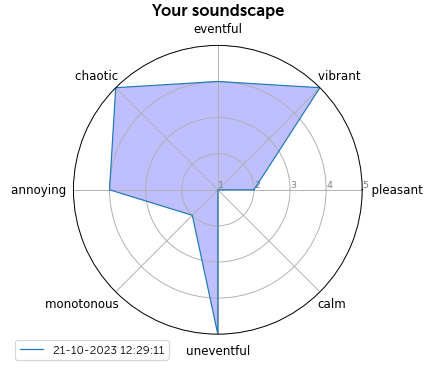 Your soundscape
eventful
chaotic
vibrant
annoying
1 2 3 4 5
pleasant
monotonous
calm
uneventful
21-10-2023 12:29:11